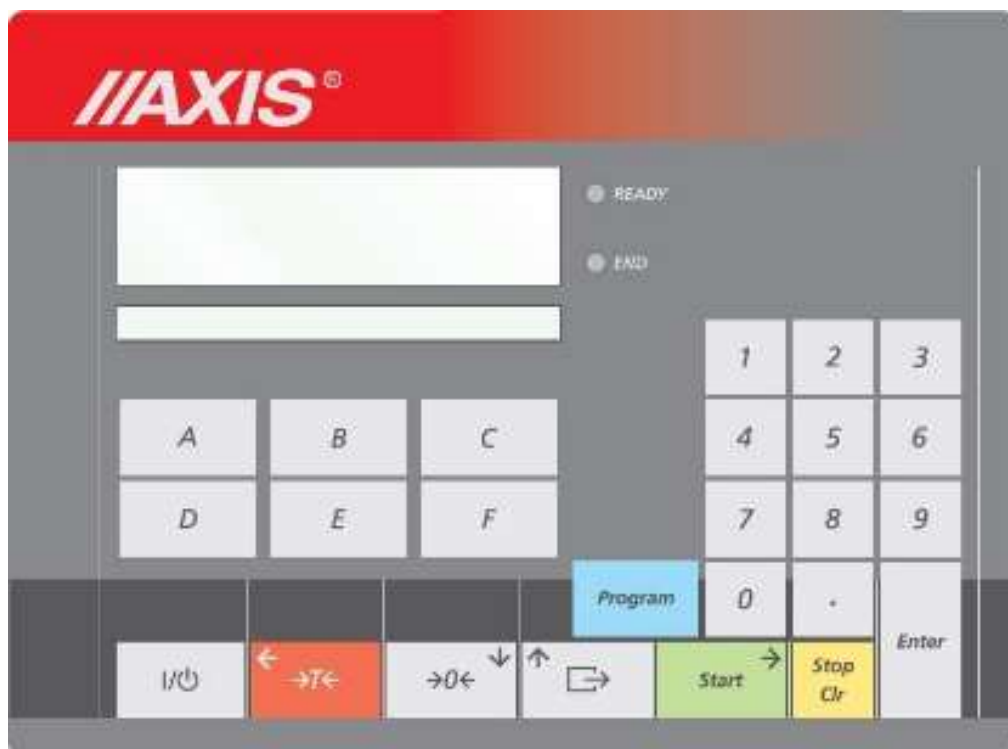 //AXIS®
READY
END
1 2 3
A B C 4 5 6
D E F 7 8 9
Program 0 .
Enter
I/⏻ ← →T← →0← ↓ ↑ Start → Stop
Clr